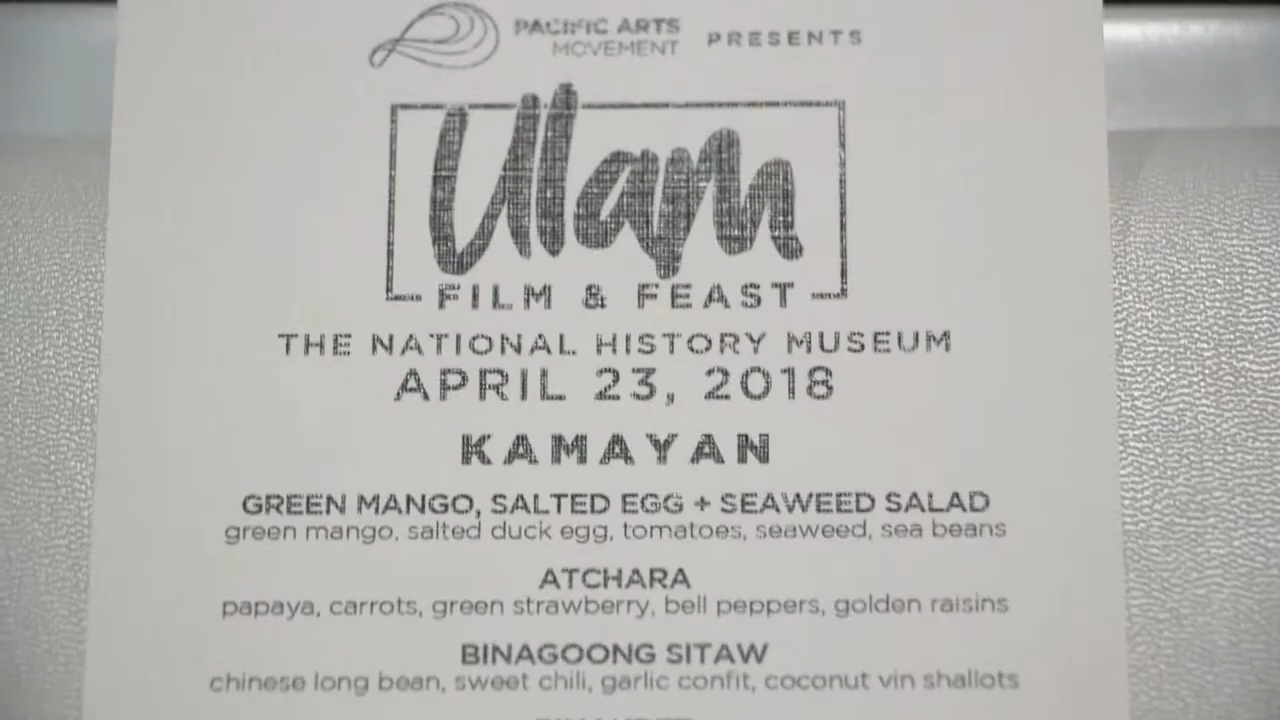 PACIFIC ARTS
MOVEMENT
PRESENTS
Ulam
FILM & FEAST
THE NATIONAL HISTORY MUSEUM
APRIL 23, 2018
KAMAYAN
GREEN MANGO, SALTED EGG + SEAWEED SALAD
green mango, salted duck egg, tomatoes, seaweed, sea beans
ATCHARA
papaya, carrots, green strawberry, bell peppers, golden raisins
BINAGOONG SITAW
chinese long bean, sweet chili, garlic confit, coconut vin shallots